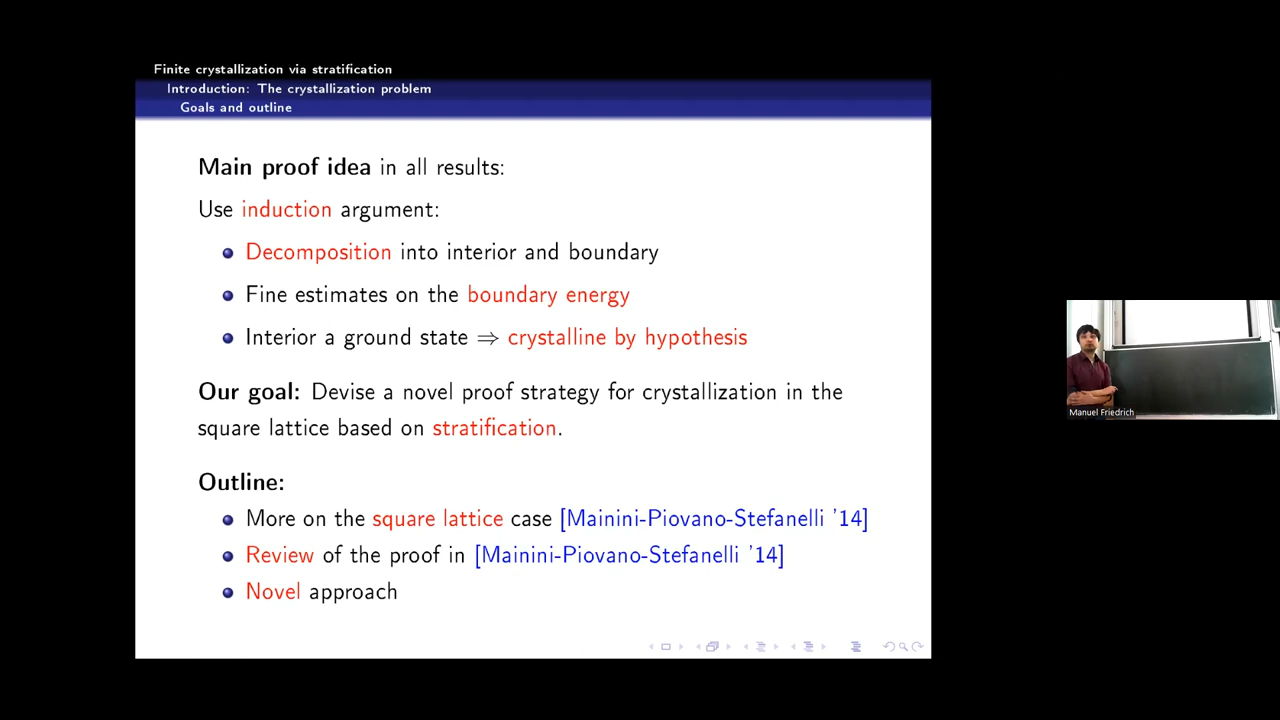 Finite crystallization via stratification
Introduction: The crystallization problem
Goals and outline
Main proof idea in all results:
Use induction argument:
Decomposition into interior and boundary
Fine estimates on the boundary energy
Interior a ground state ⇒ crystalline by hypothesis
Our goal: Devise a novel proof strategy for crystallization in the
square lattice based on stratification.
Outline:
More on the square lattice case [Mainini-Piovano-Stefanelli '14]
Review of the proof in [Mainini-Piovano-Stefanelli '14]
Novel approach
Manuel Friedrich